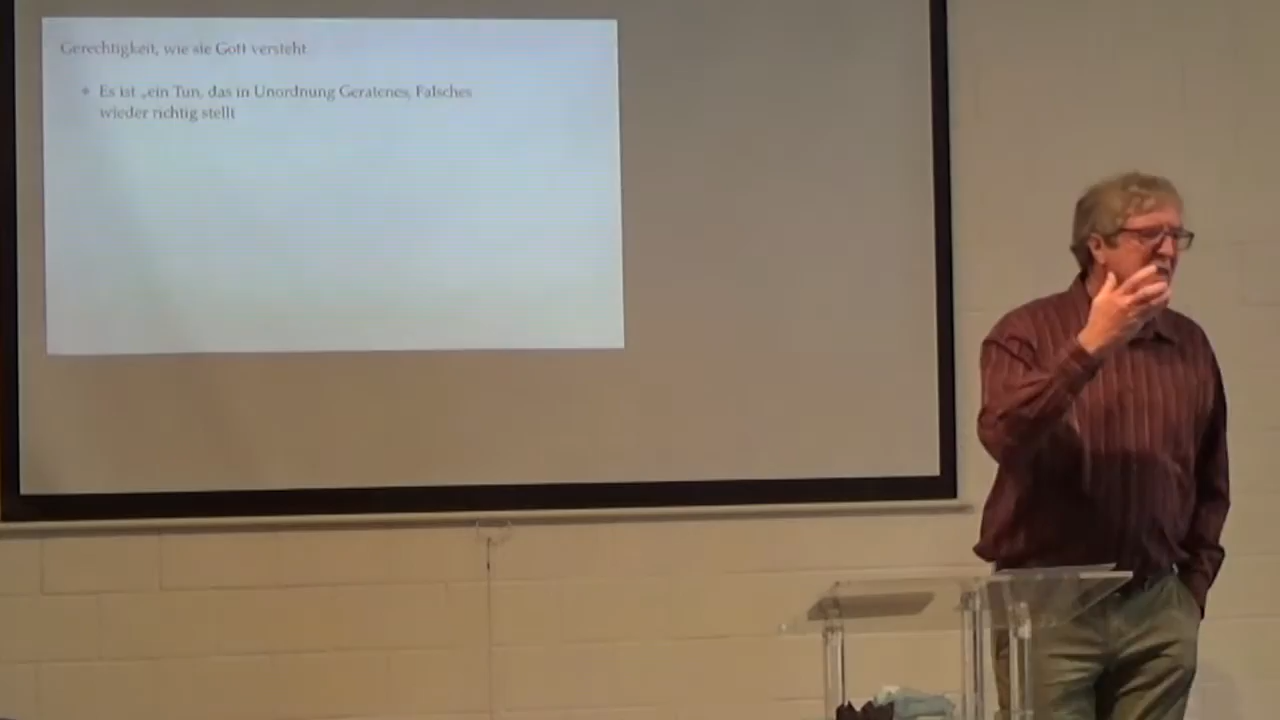 Gerechtigkeit, wie sie Gott versteht
Es ist „ein Tun, das in Unordnung Geratenes, Falsches
wieder richtig stellt